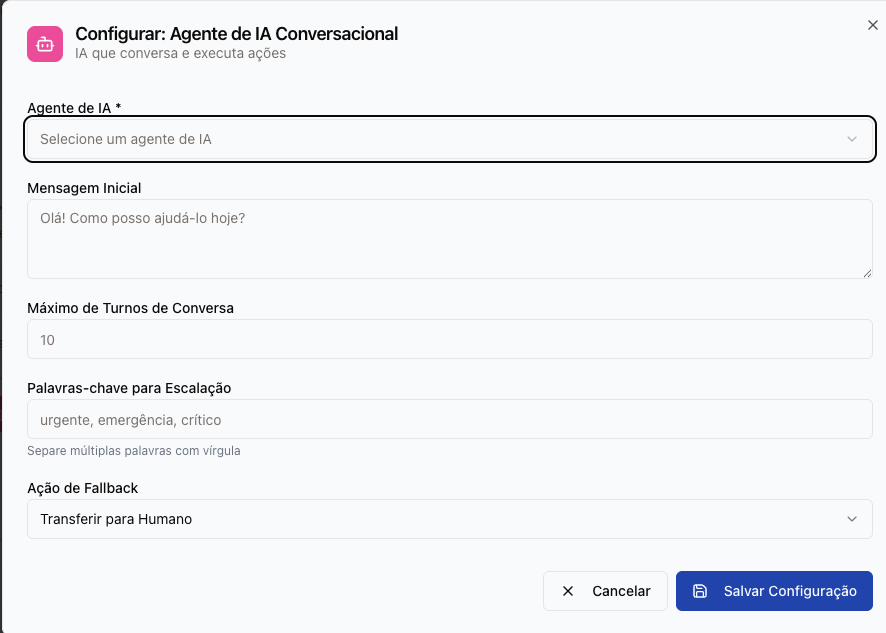 Configurar: Agente de IA Conversacional
IA que conversa e executa ações
Agente de IA *
Selecione um agente de IA
Mensagem Inicial
Olá! Como posso ajudá-lo hoje?
Máximo de Turnos de Conversa
10
Palavras-chave para Escalação
urgente, emergência, crítico
Separe múltiplas palavras com vírgula
Ação de Fallback
Transferir para Humano
Cancelar
Salvar Configuração